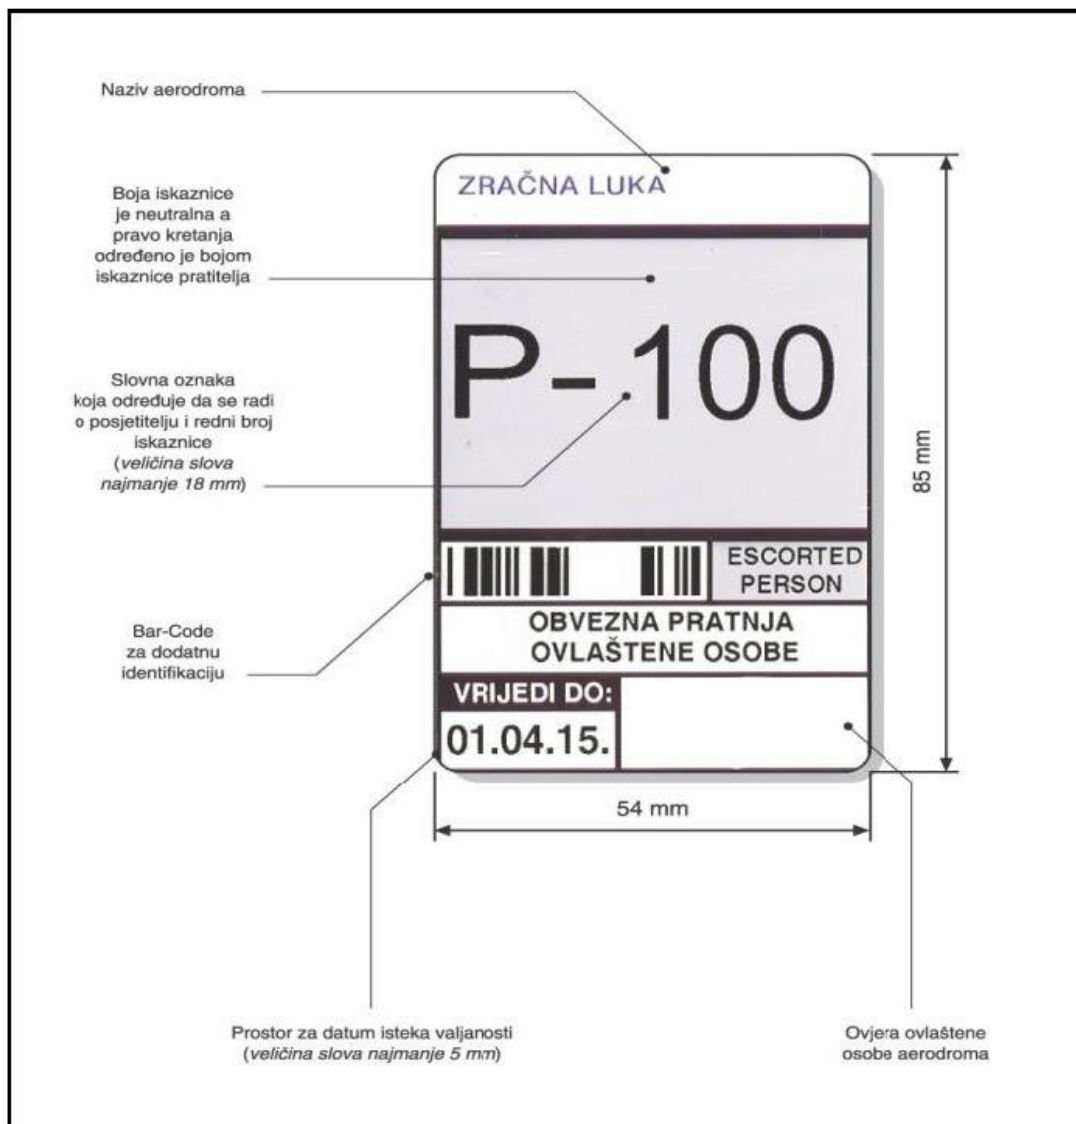 Naziv aerodroma
ZRAČNA LUKA
Boja iskaznice
je neutralna a
pravo kretanja
određeno je bojom
iskaznice pratitelja
P-100
Slovna oznaka
koja određuje da se radi
o posjetitelju i redni broj
iskaznice
(veličina slova
najmanje 18 mm)
85 mm
ESCORTED
PERSON
Bar-Code
za dodatnu
identifikaciju
OBVEZNA PRATNJA
OVLAŠTENE OSOBE
VRIJEDI DO:
01.04.15.
54 mm
Prostor za datum isteka valjanosti
(veličina slova najmanje 5 mm)
Ovjera ovlaštene
osobe aerodroma